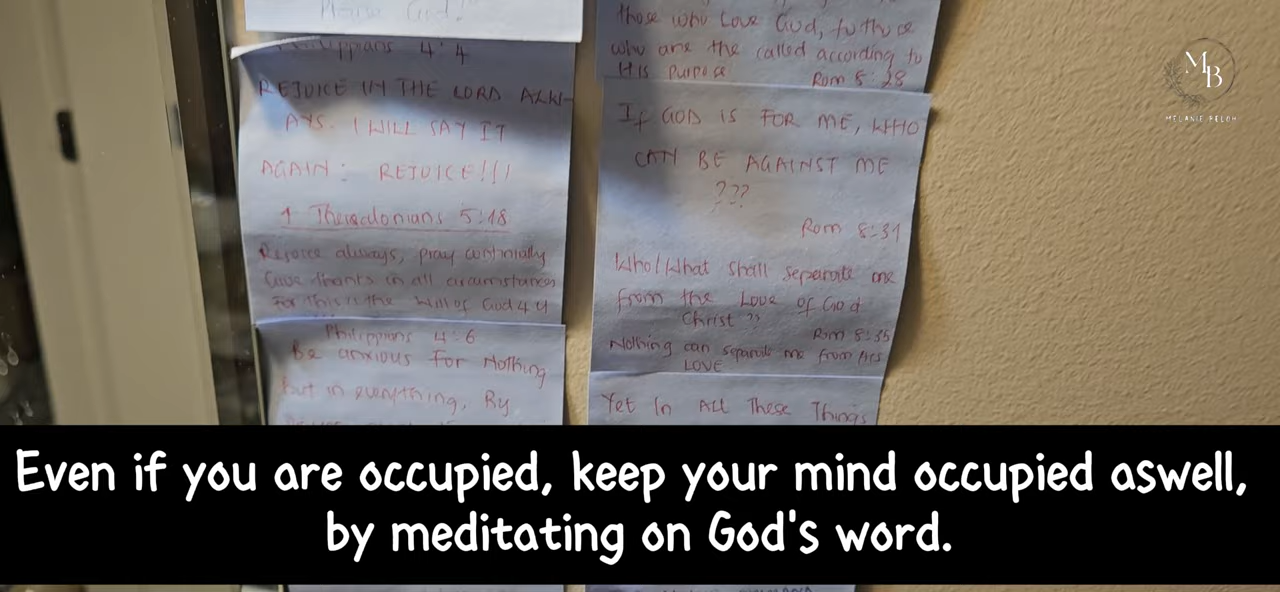 Praise God!
Philippians 4:4
REJOICE IN THE LORD ALW-
AYS. I WILL SAY IT
AGAIN: REJOICE!!!
1 Thessalonians 5:18
Rejoice always, pray continially
Give thanks in all circumstances
For this is the Will of God 4 U
Philippians 4:6
Be anxious For Nothing
But in everything, By
those who Love God, to those
who are the called according to
His Purpose Rom 8:28
If GOD IS FOR ME, WHO
CAN BE AGAINST ME
???
Rom 8:31
Who/What shall separate me
from the Love of God
Christ ??
Rom 8:35
Nothing can separate me from His
LOVE
Yet In ALL These Things
MB
MELANIE BELOH
Even if you are occupied, keep your mind occupied aswell,
by meditating on God's word.